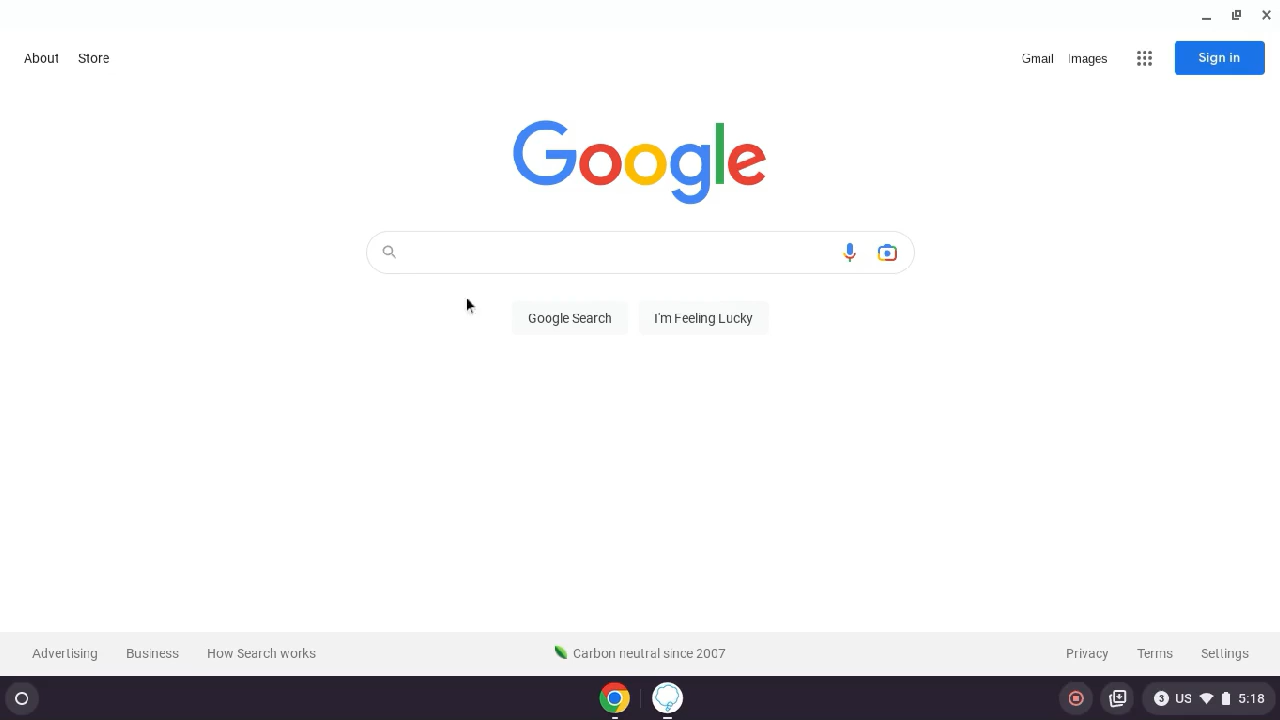 About Store Gmail Images Sign in
Google
Google Search I'm Feeling Lucky
Advertising Business How Search works Carbon neutral since 2007 Privacy Terms Settings
3 US 5:18